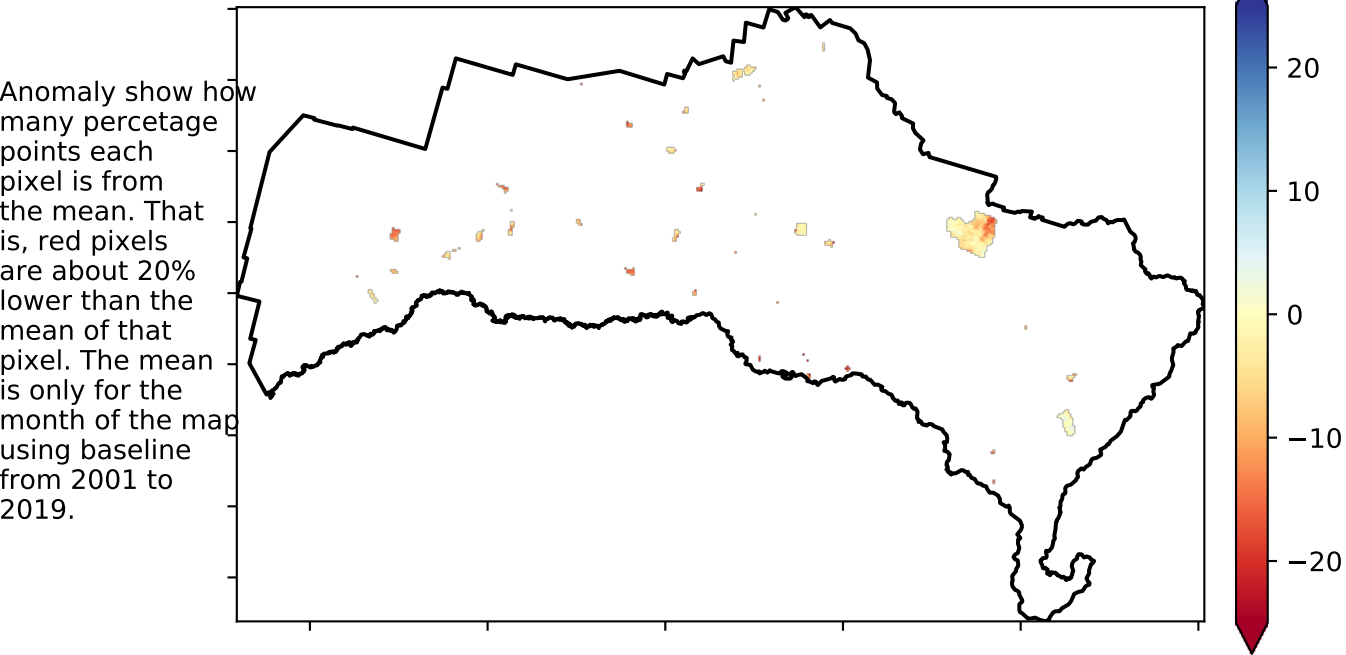 Anomaly show how
many percetage
points each
pixel is from
the mean. That
is, red pixels
are about 20%
lower than the
mean of that
pixel. The mean
is only for the
month of the map
using baseline
from 2001 to
2019.
20
10
0
−10
−20